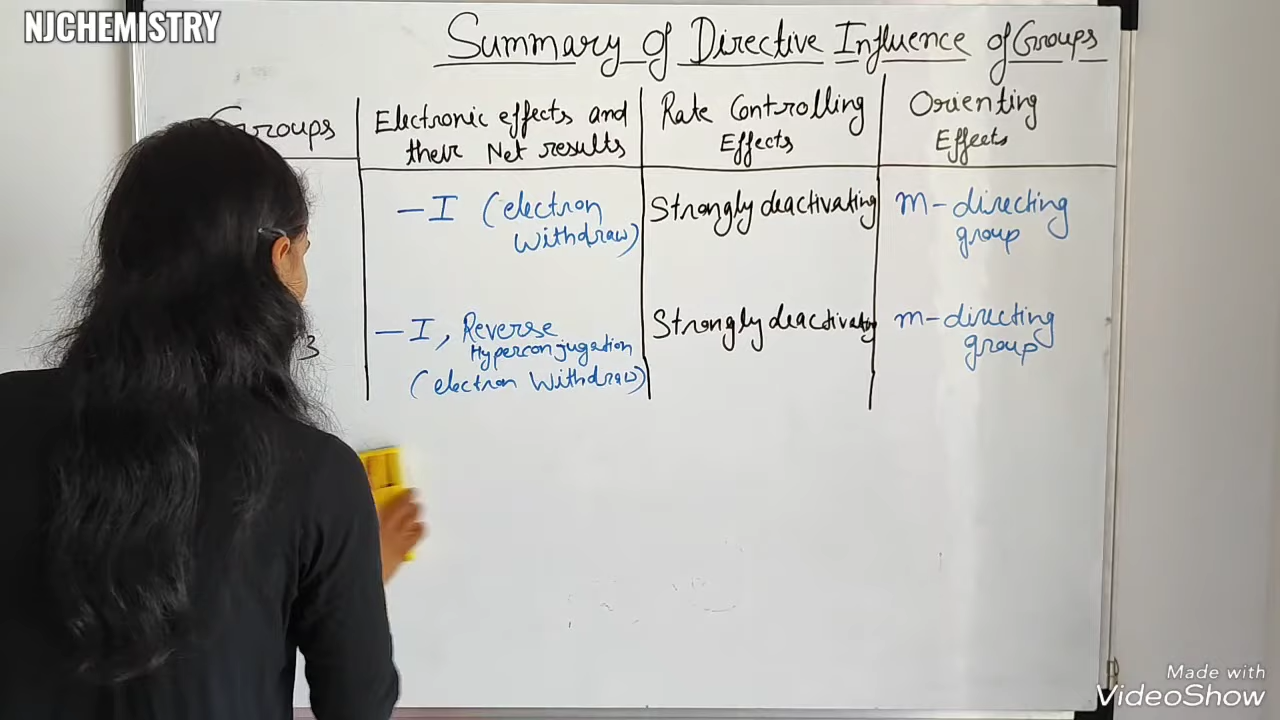 NJCHEMISTRY
Summary of Directive Influence of Groups
Groups
Electronic effects and
their Net results
Rate Controlling
Effects
Orienting
Effects
-I (electron
withdraw)
Strongly deactivating
m-directing
group
3
-I, Reverse
Hyperconjugation
(electron withdraw)
Strongly deactivating
m-directing
group
Made with
VideoShow